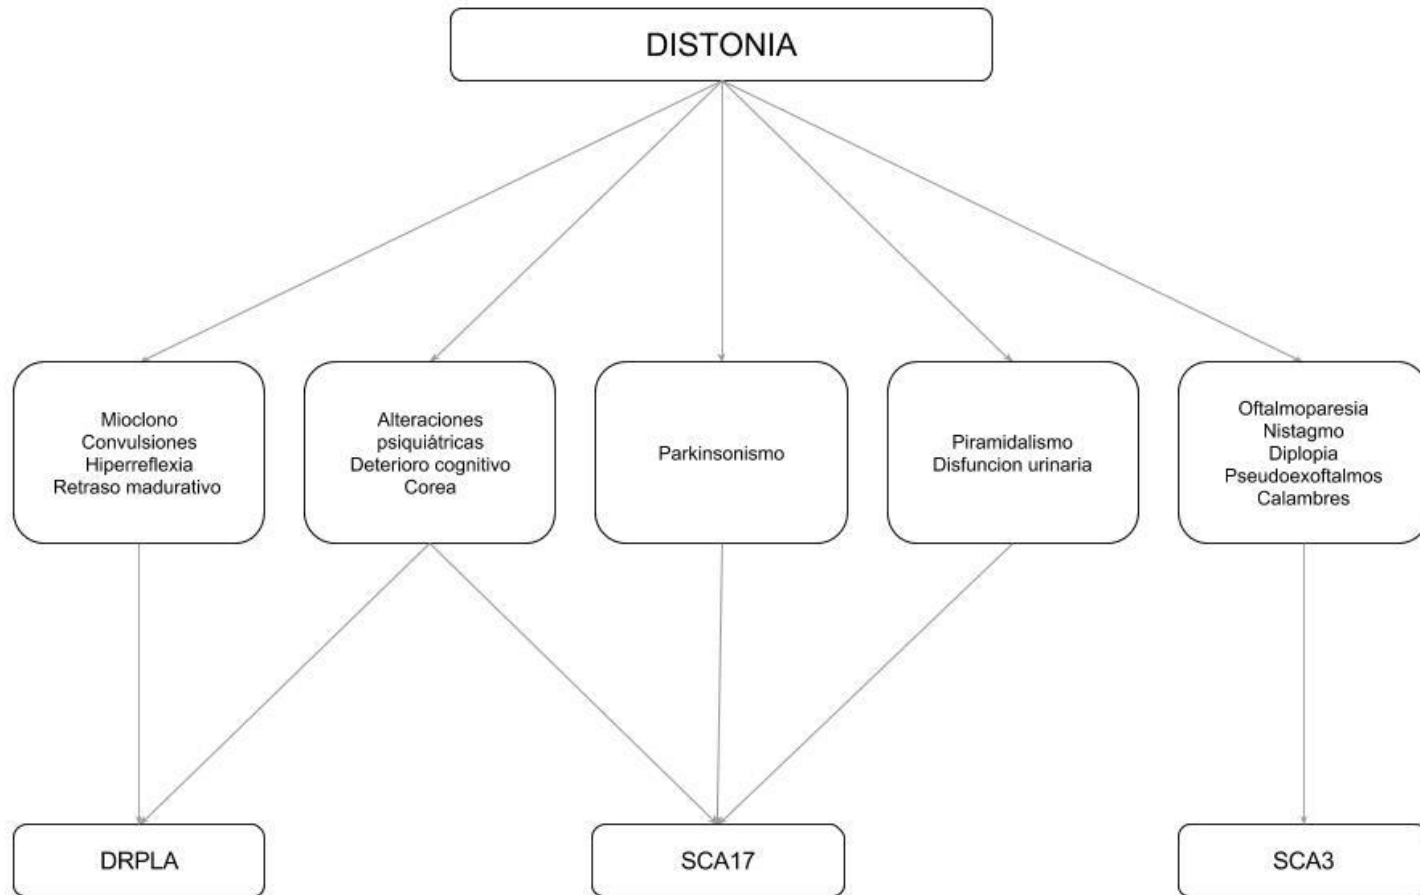 DISTONIA
Mioclono
Convulsiones
Hiperreflexia
Retraso madurativo
Alteraciones
psiquiátricas
Deterioro cognitivo
Corea
Parkinsonismo
Piramidalismo
Disfuncion urinaria
Oftalmoparesia
Nistagmo
Diplopia
Pseudoexoftalmos
Calambres
DRPLA
SCA17
SCA3